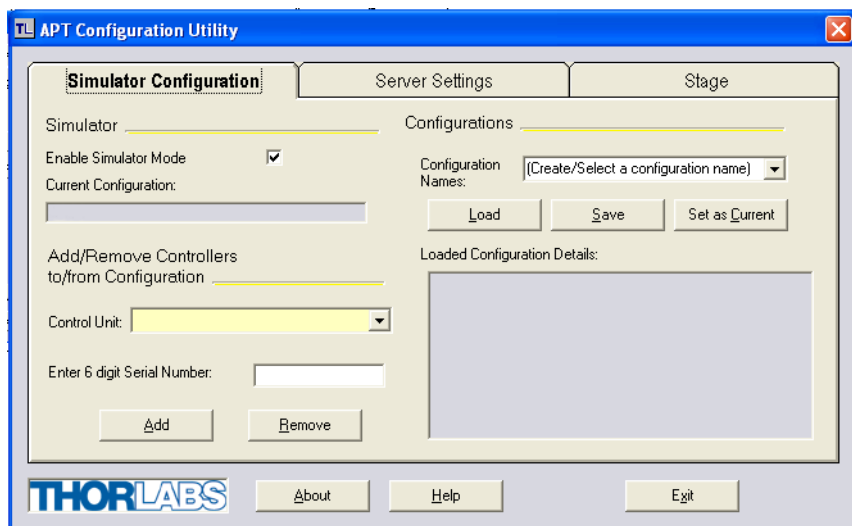 TL APT Configuration Utility
Simulator Configuration
Server Settings
Stage
Simulator
Enable Simulator Mode
Current Configuration:
Add/Remove Controllers
to/from Configuration
Control Unit:
Enter 6 digit Serial Number:
Add
Remove
Configurations
Configuration
Names:
(Create/Select a configuration name)
Load
Save
Set as Current
Loaded Configuration Details:
THORLABS
About
Help
Exit